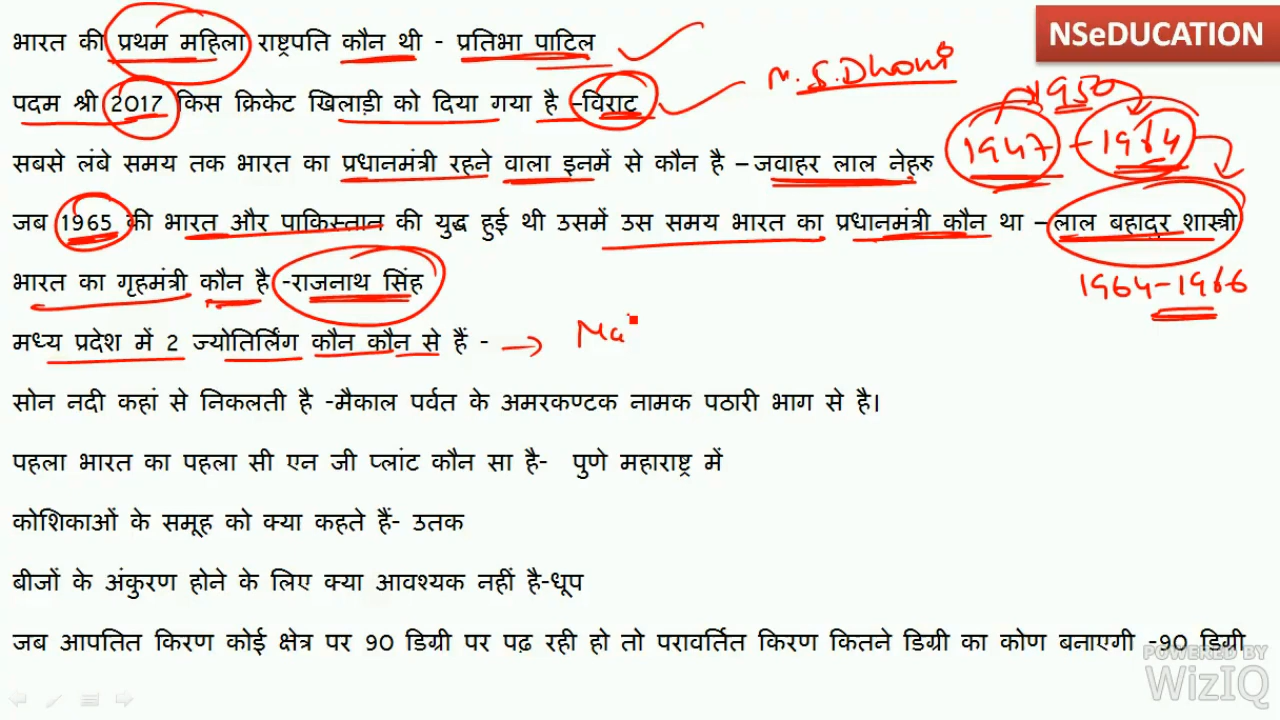 NSeDUCATION
भारत की प्रथम महिला राष्ट्रपति कौन थी - प्रतिभा पाटिल
M.S.Dhoni
पदम श्री 2017 किस क्रिकेट खिलाड़ी को दिया गया है –विराट
1950
सबसे लंबे समय तक भारत का प्रधानमंत्री रहने वाला इनमें से कौन है – जवाहर लाल नेहरु 1947 – 1964
जब 1965 की भारत और पाकिस्तान की युद्ध हुई थी उसमें उस समय भारत का प्रधानमंत्री कौन था – लाल बहादुर शास्त्री
भारत का गृहमंत्री कौन है -राजनाथ सिंह 1964-1966
मध्य प्रदेश में 2 ज्योतिर्लिंग कौन कौन से हैं - → Ma
सोन नदी कहां से निकलती है -मैकाल पर्वत के अमरकण्टक नामक पठारी भाग से है।
पहला भारत का पहला सी एन जी प्लांट कौन सा है- पुणे महाराष्ट्र में
कोशिकाओं के समूह को क्या कहते हैं- उतक
बीजों के अंकुरण होने के लिए क्या आवश्यक नहीं है-धूप
जब आपतित किरण कोई क्षेत्र पर 90 डिग्री पर पढ़ रही हो तो परावर्तित किरण कितने डिग्री का कोण बनाएगी -90 डिग्री
POWERED BY
WizIQ